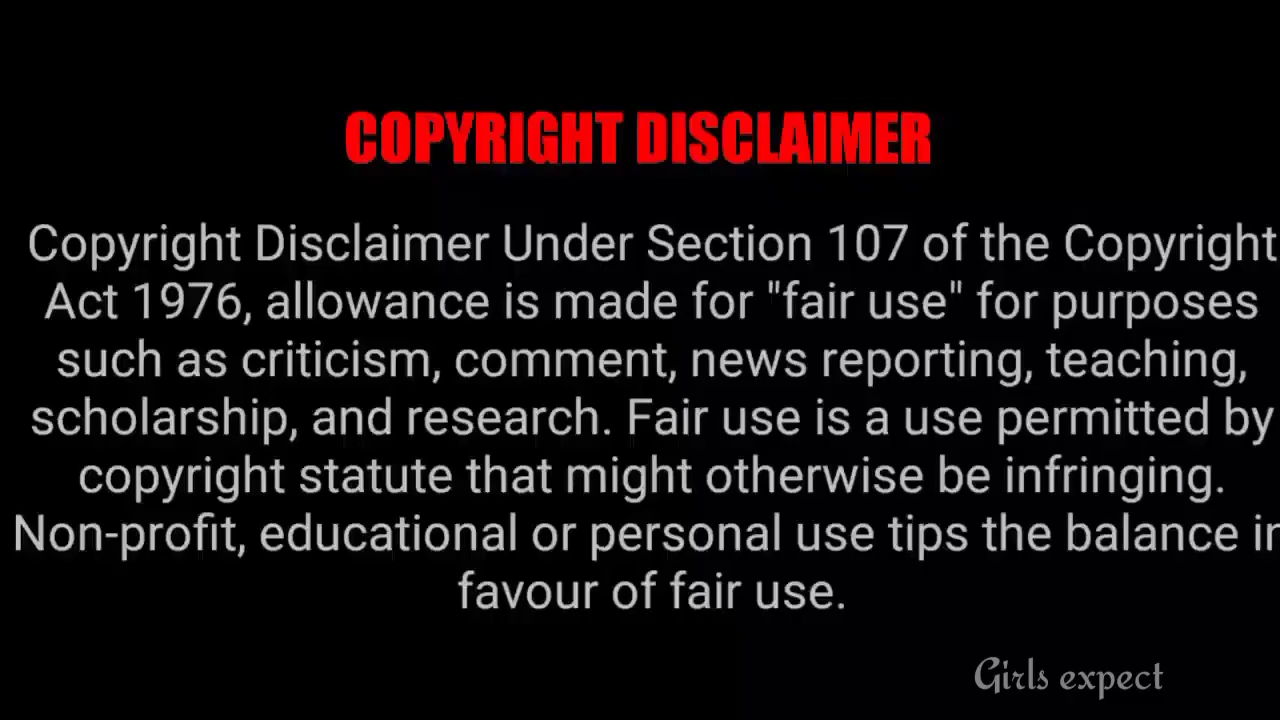 COPYRIGHT DISCLAIMER
Copyright Disclaimer Under Section 107 of the Copyright
Act 1976, allowance is made for "fair use" for purposes
such as criticism, comment, news reporting, teaching,
scholarship, and research. Fair use is a use permitted by
copyright statute that might otherwise be infringing.
Non-profit, educational or personal use tips the balance in
favour of fair use.
Girls expect